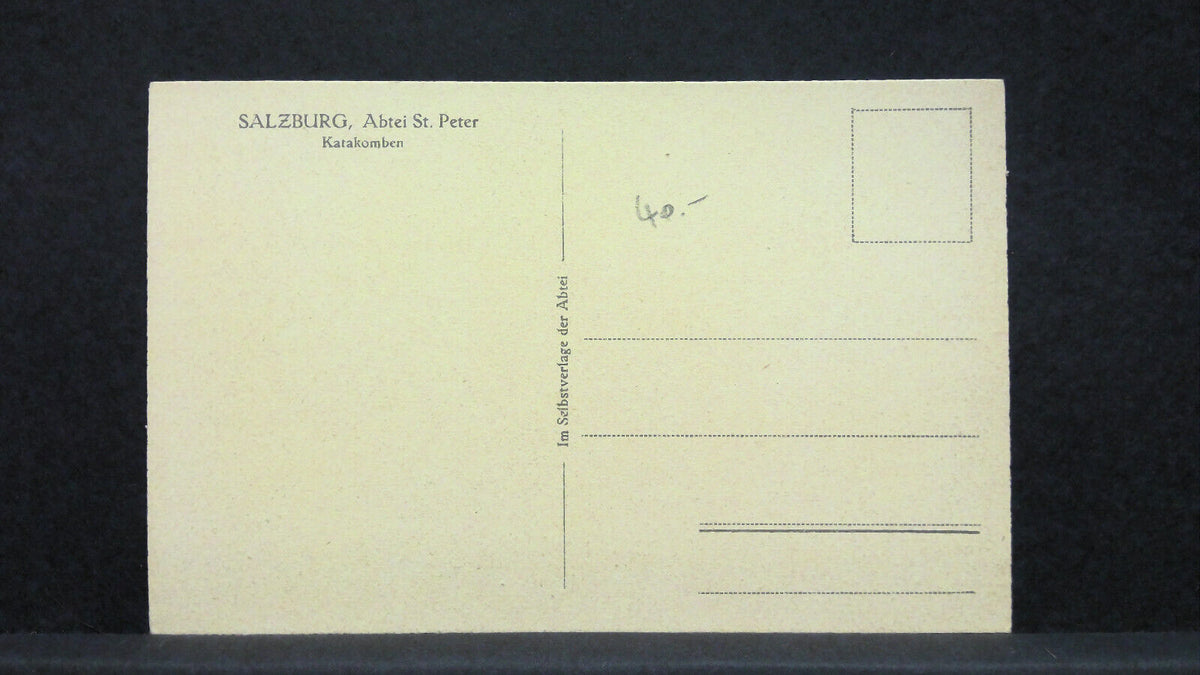 SALZBURG, Abtei St. Peter
Katakomben
Im Selbstverlage der Abtei
40.-